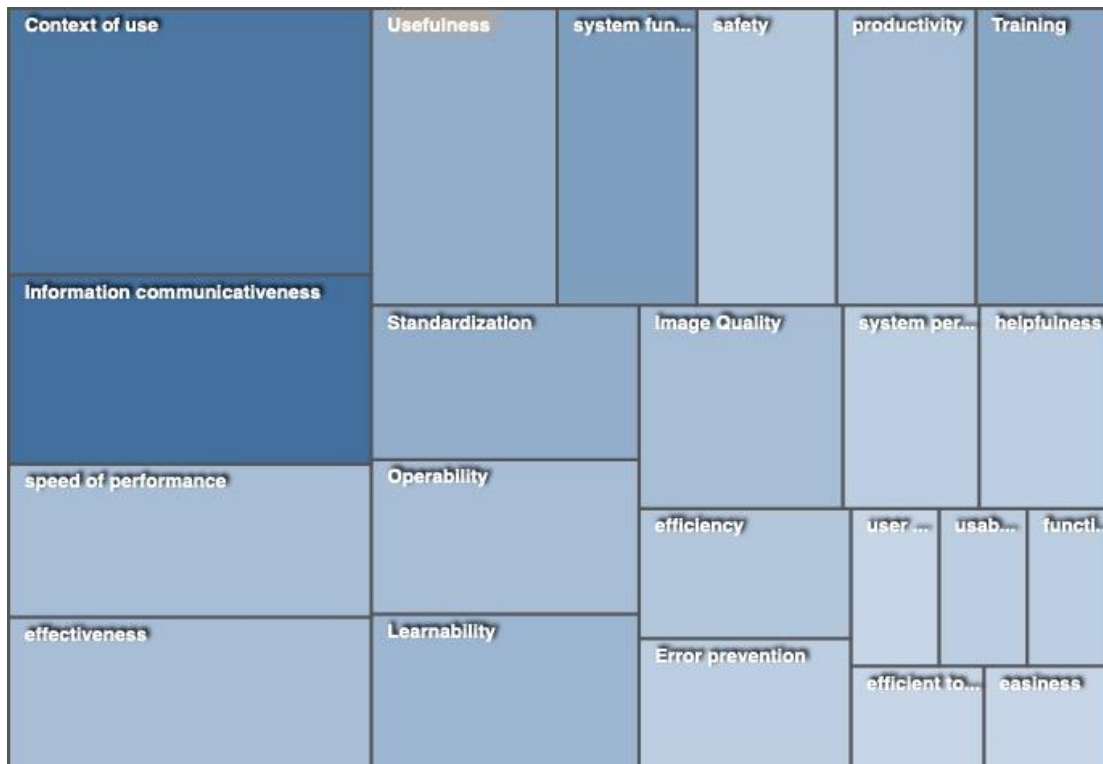 Context of use
Usefulness
system fun...
safety
productivity
Training
Information communicativeness
Standardization
Image Quality
system per...
helpfulness
speed of performance
Operability
efficiency
user ...
usab...
functi...
effectiveness
Learnability
Error prevention
efficient to...
easiness